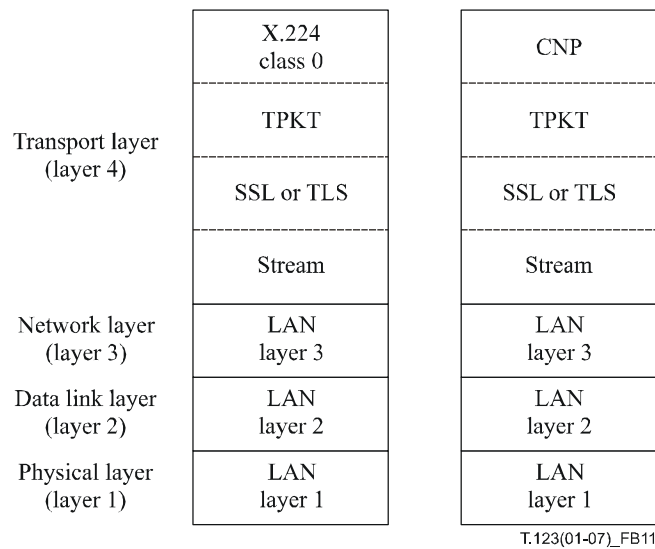 X.224
class 0
CNP
TPKT
TPKT
Transport layer
(layer 4)
SSL or TLS
SSL or TLS
Stream
Stream
Network layer
(layer 3)
LAN
layer 3
LAN
layer 3
Data link layer
(layer 2)
LAN
layer 2
LAN
layer 2
Physical layer
(layer 1)
LAN
layer 1
LAN
layer 1
T.123(01-07)_FB11